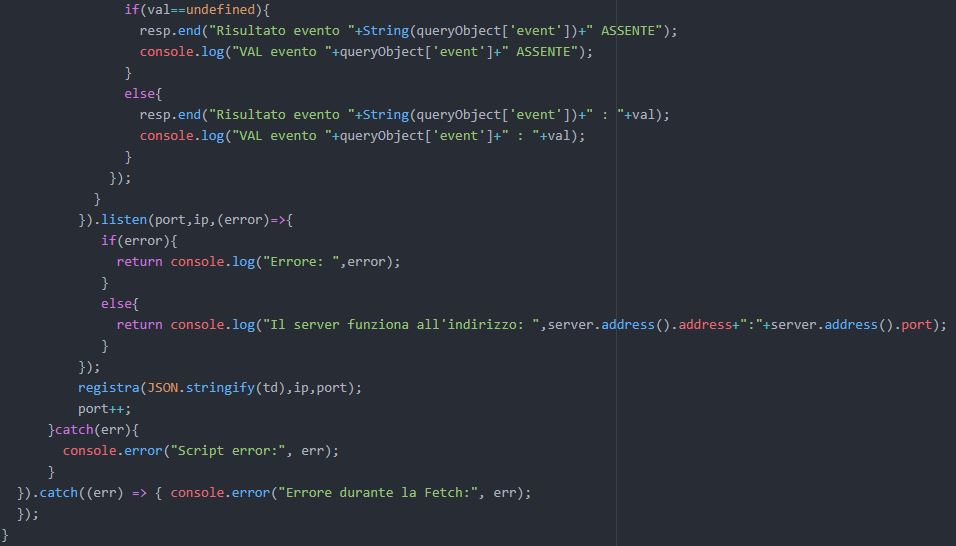 if(val==undefined){
resp.end("Risultato evento "+String(queryObject['event'])+" ASSENTE");
console.log("VAL evento "+queryObject['event']+" ASSENTE");
}
else{
resp.end("Risultato evento "+String(queryObject['event'])+" : "+val);
console.log("VAL evento "+queryObject['event']+" : "+val);
}
});
}
}).listen(port,ip,(error)=>{
if(error){
return console.log("Errore: ",error);
}
else{
return console.log("Il server funziona all'indirizzo: ",server.address().address+":"+server.address().port);
}
});
registra(JSON.stringify(td),ip,port);
port++;
}catch(err){
console.error("Script error:", err);
}
}).catch((err) => { console.error("Errore durante la Fetch:", err);
});
}